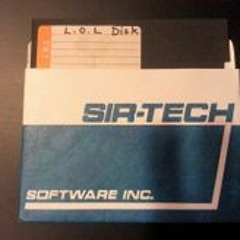 L.O.L Disk
SIR-TECH
SOFTWARE INC.